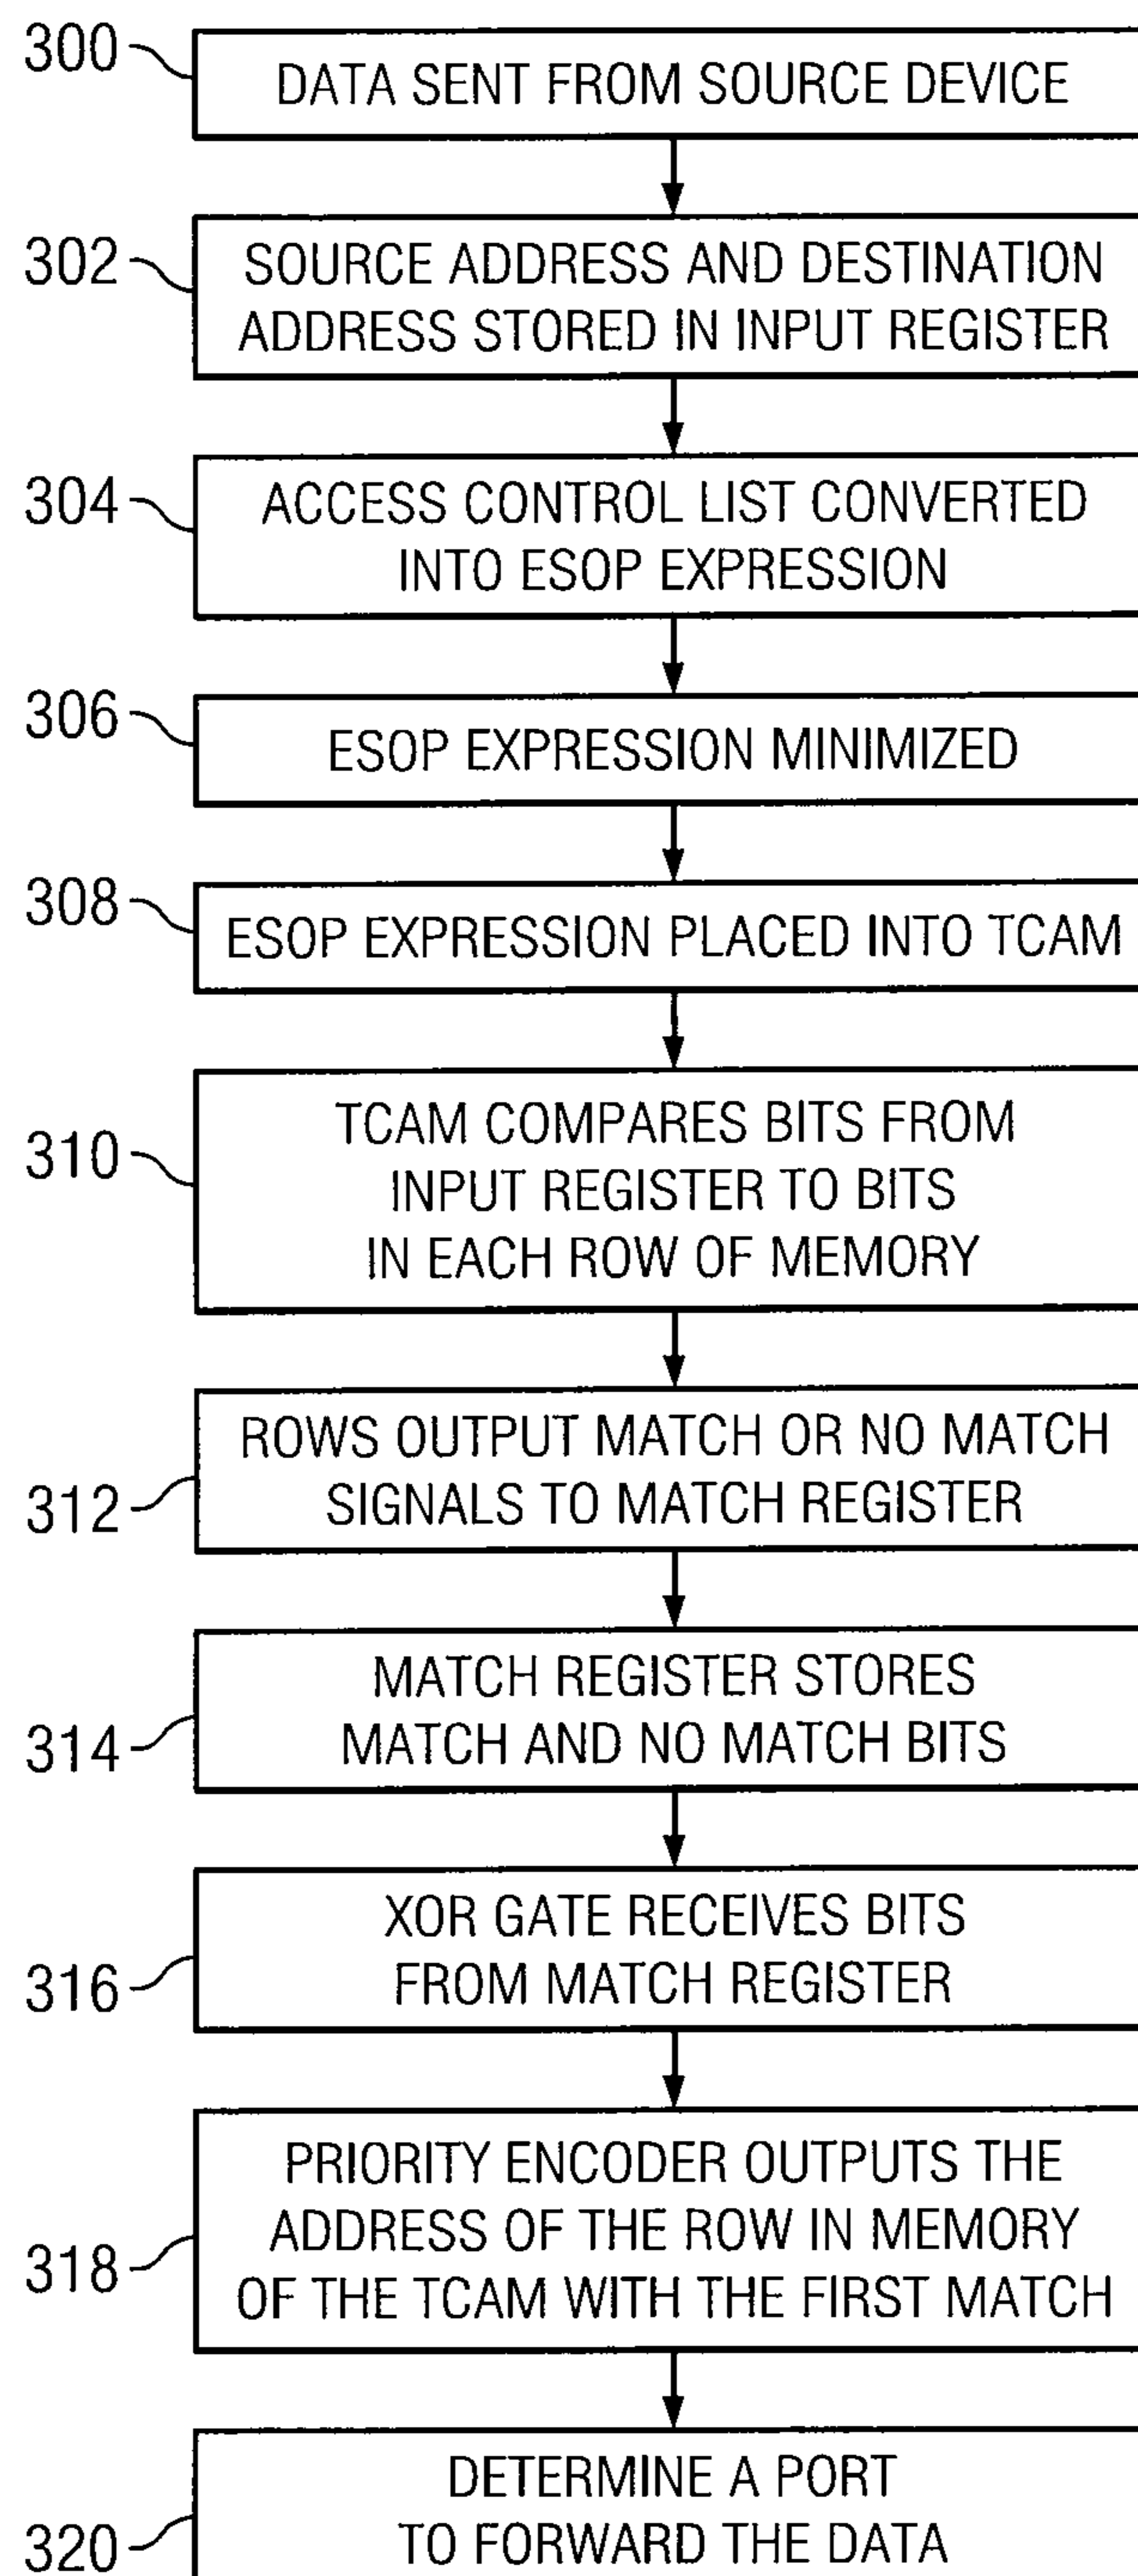 300
DATA SENT FROM SOURCE DEVICE
302
SOURCE ADDRESS AND DESTINATION
ADDRESS STORED IN INPUT REGISTER
304
ACCESS CONTROL LIST CONVERTED
INTO ESOP EXPRESSION
306
ESOP EXPRESSION MINIMIZED
308
ESOP EXPRESSION PLACED INTO TCAM
310
TCAM COMPARES BITS FROM
INPUT REGISTER TO BITS
IN EACH ROW OF MEMORY
312
ROWS OUTPUT MATCH OR NO MATCH
SIGNALS TO MATCH REGISTER
314
MATCH REGISTER STORES
MATCH AND NO MATCH BITS
316
XOR GATE RECEIVES BITS
FROM MATCH REGISTER
318
PRIORITY ENCODER OUTPUTS THE
ADDRESS OF THE ROW IN MEMORY
OF THE TCAM WITH THE FIRST MATCH
320
DETERMINE A PORT
TO FORWARD THE DATA